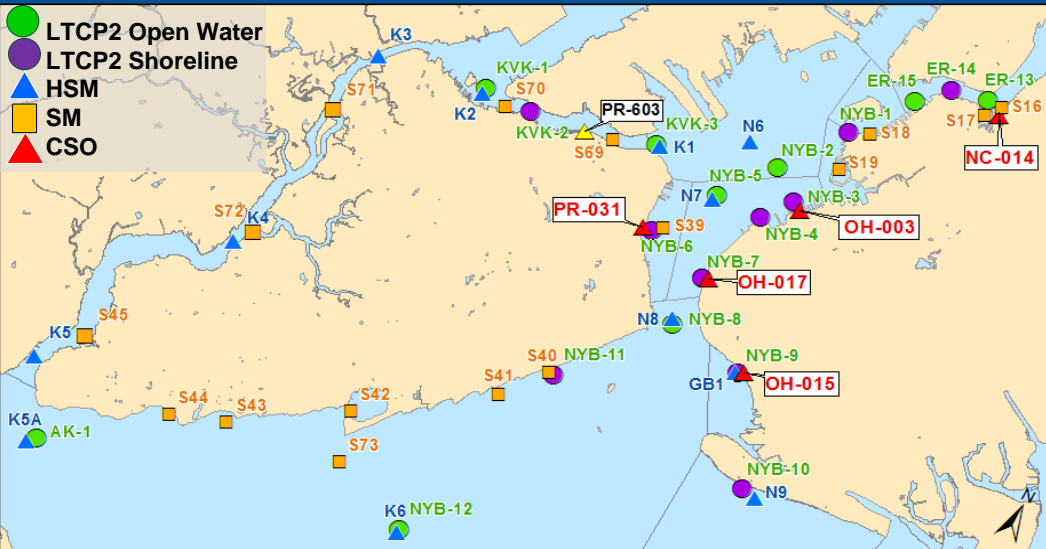 LTCP2 Open Water
LTCP2 Shoreline
HSM
SM
CSO
K3
KVK-1
S70
K2
KVK-2
PR-603
S69
KVK-3
K1
N6
NYB-2
ER-15
ER-14
ER-13
S16
S17
NYB-1
S18
NC-014
S19
S71
S72
K4
NYB-5
N7
NYB-3
NYB-4
OH-003
PR-031
S39
NYB-6
NYB-7
OH-017
N8
NYB-8
S45
K5
S40
NYB-11
NYB-9
GB1
OH-015
S41
S42
S44
S43
K5A
AK-1
S73
NYB-10
N9
K6
NYB-12
N